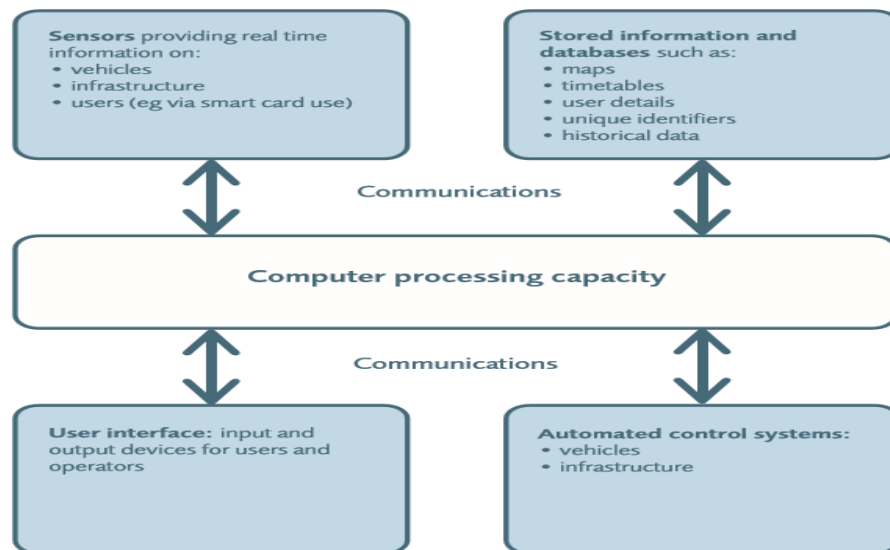 Sensors providing real time
information on:
• vehicles
• infrastructure
• users (eg via smart card use)
Stored information and
databases such as:
• maps
• timetables
• user details
• unique identifiers
• historical data
Communications
Computer processing capacity
Communications
User interface: input and
output devices for users and
operators
Automated control systems:
• vehicles
• infrastructure